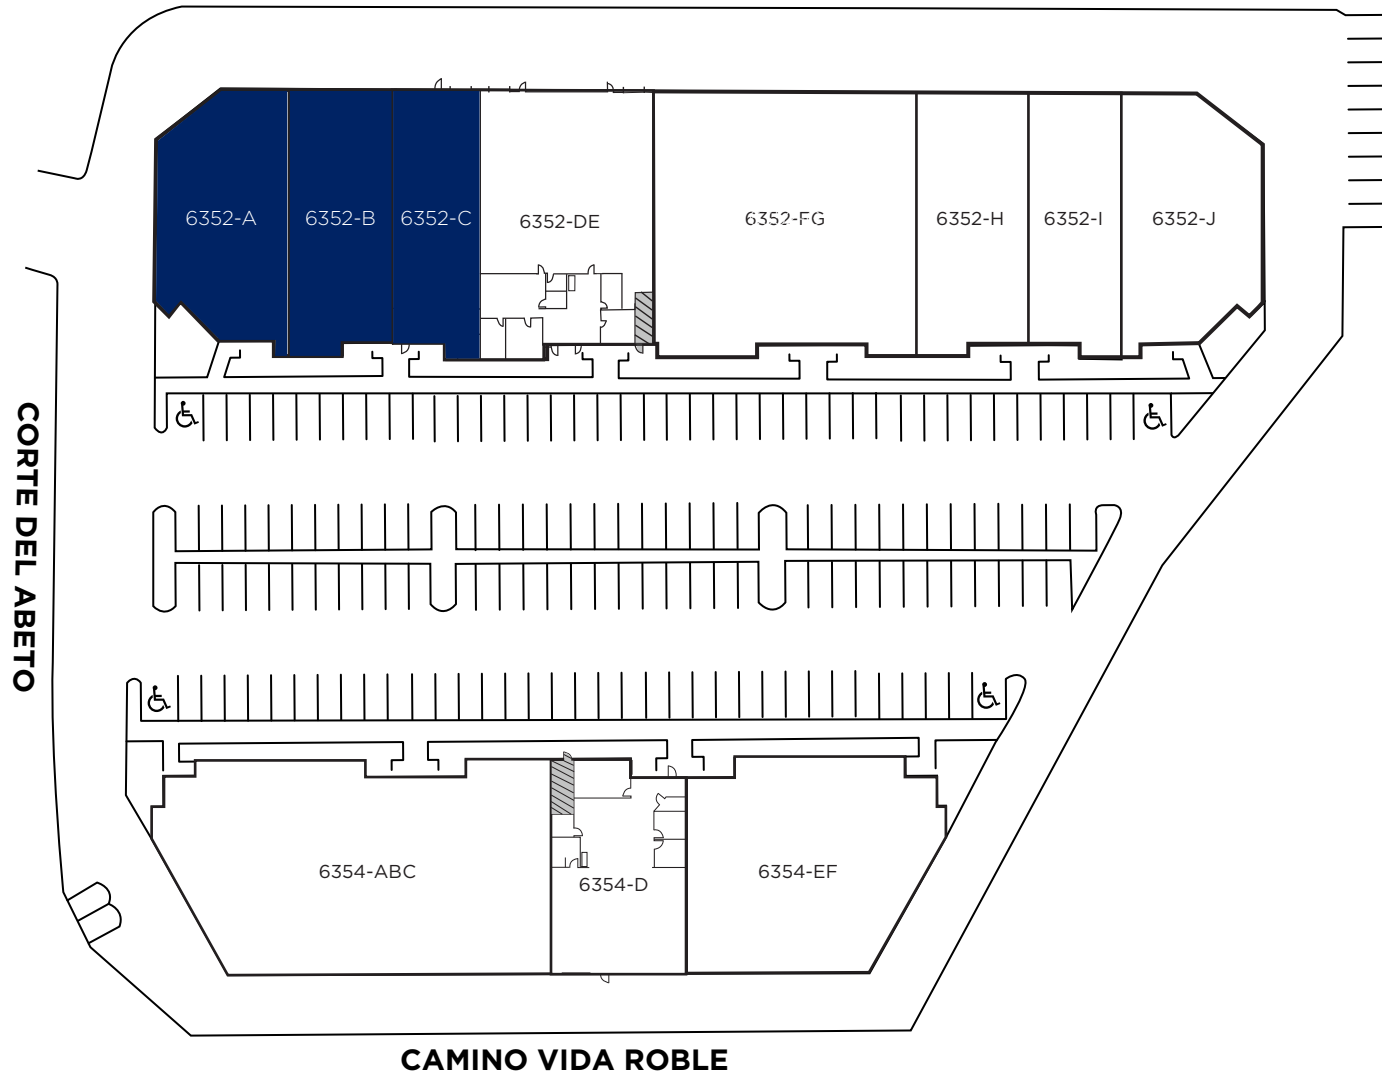 6352-A
6352-B
6352-C
6352-DE
6352-FG
6352-H
6352-I
6352-J
CORTE DEL ABETO
6354-ABC
6354-D
6354-EF
CAMINO VIDA ROBLE